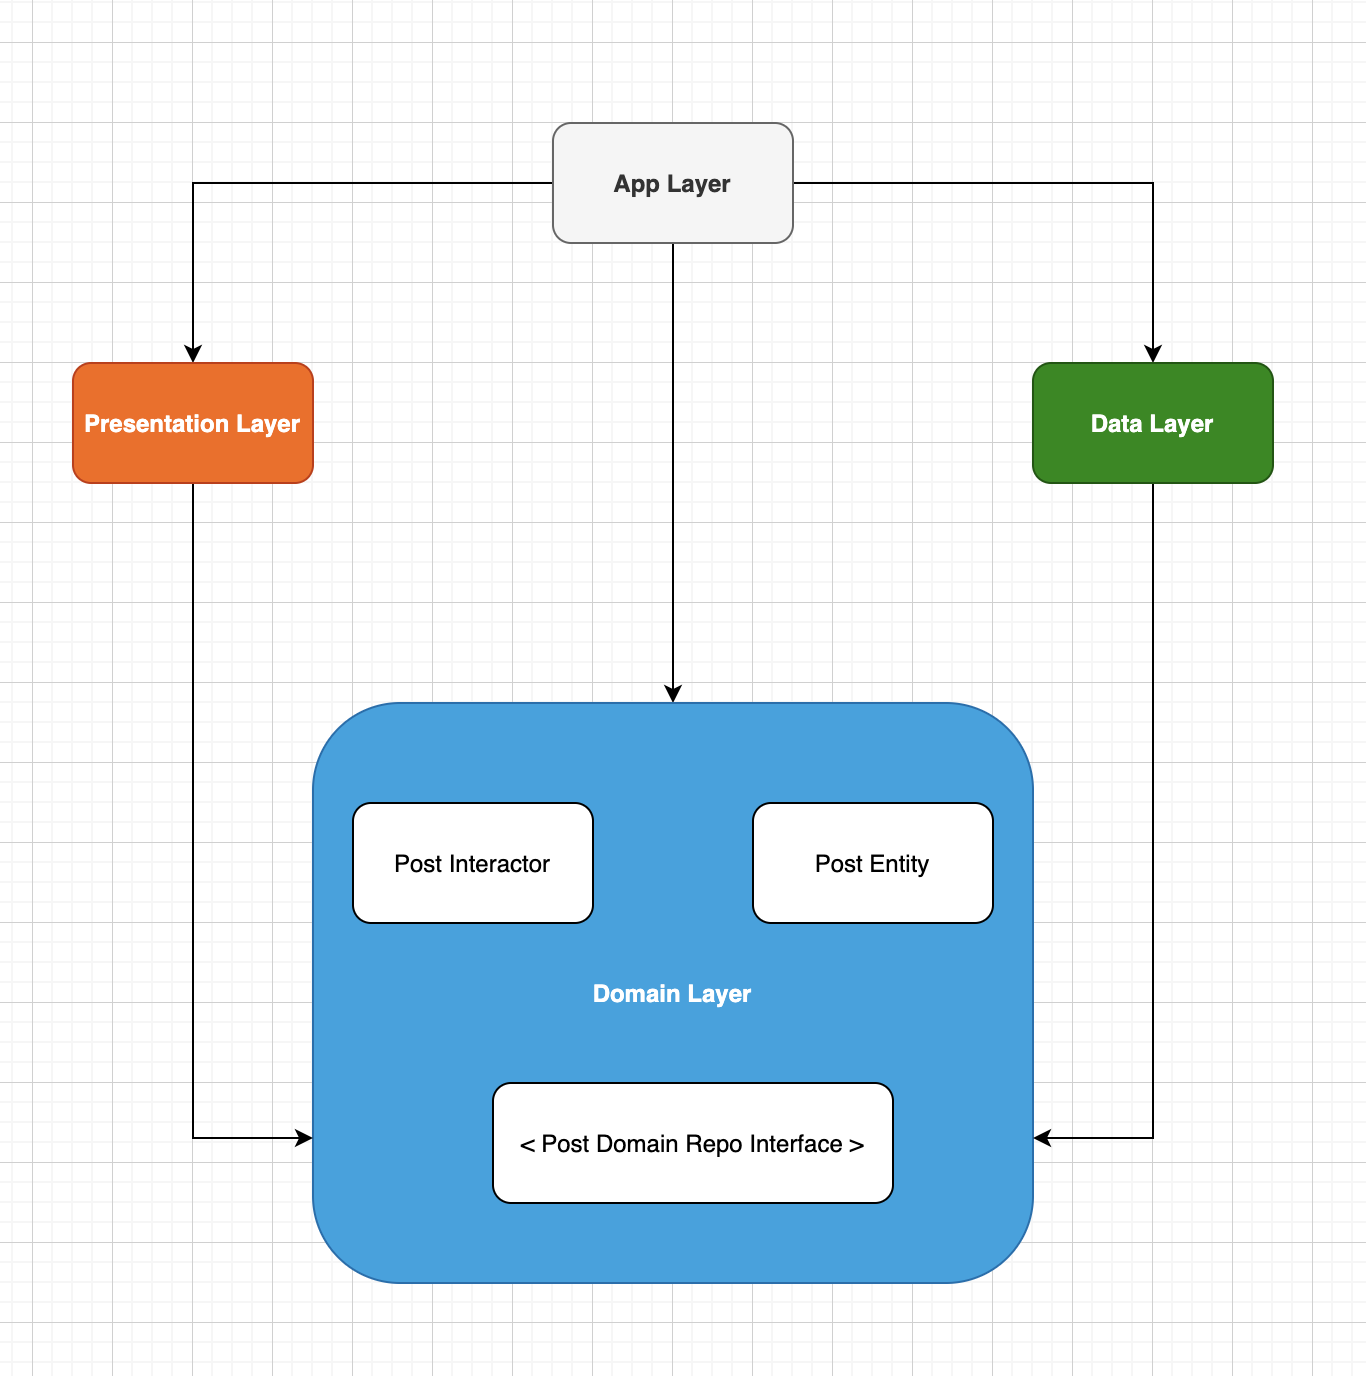 App Layer
Presentation Layer
Data Layer
Post Interactor
Post Entity
Domain Layer
< Post Domain Repo Interface >